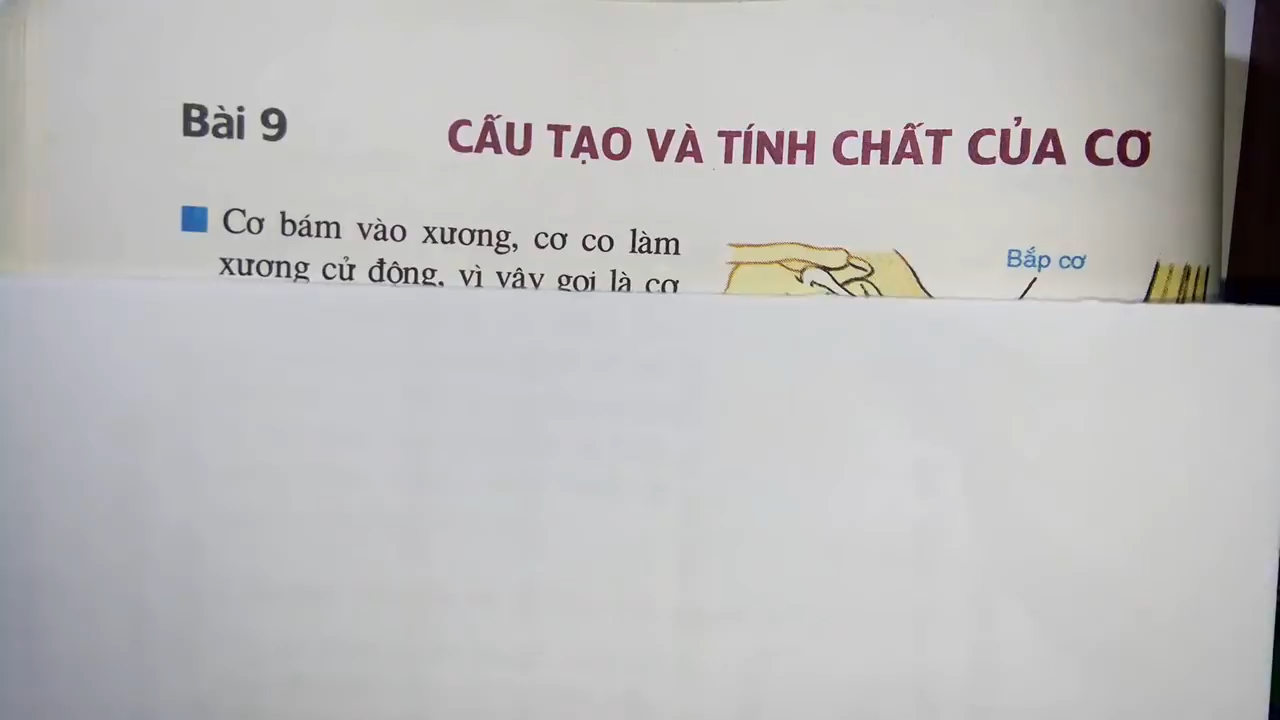 Bài 9
CẤU TẠO VÀ TÍNH CHẤT CỦA CƠ
Cơ bám vào xương, cơ co làm
xương cử động, vì vậy gọi là cơ
Bắp cơ